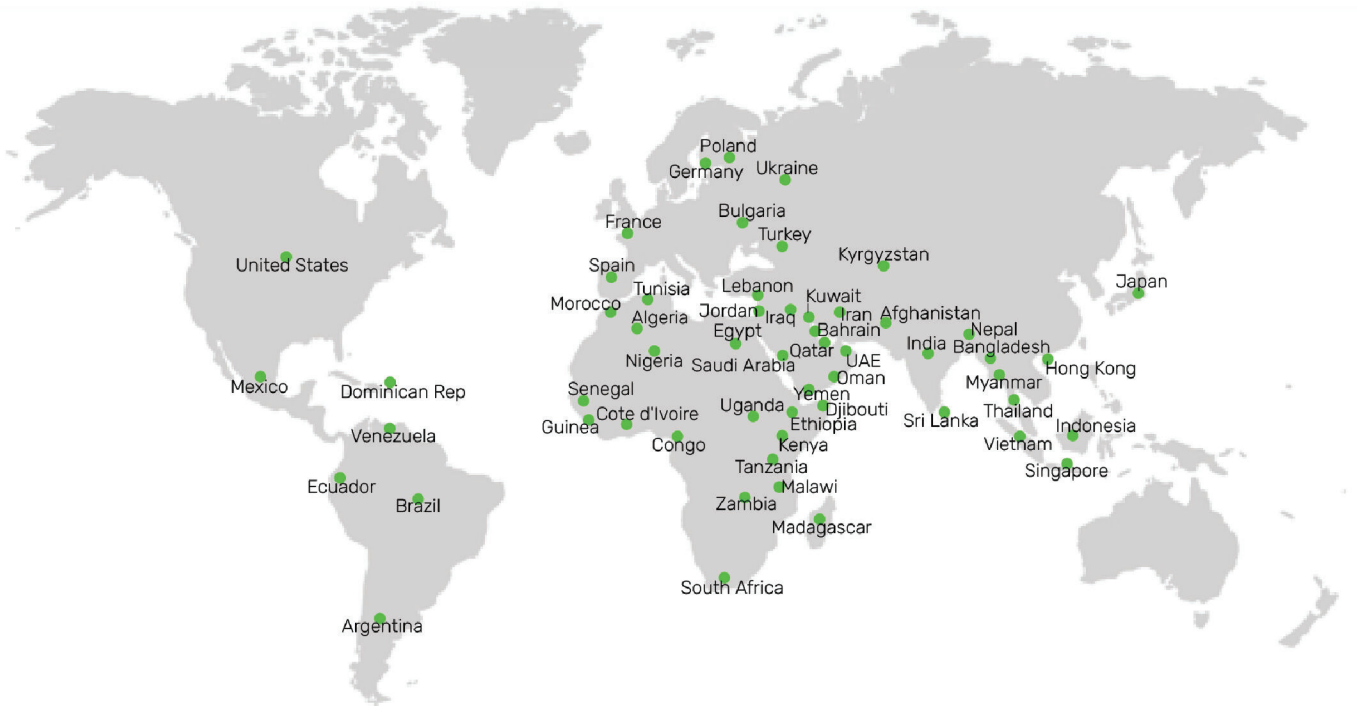 Poland
Germany
Ukraine
Bulgaria
France
Turkey
Kyrgyzstan
United States
Spain
Japan
Tunisia
Lebanon
Kuwait
Morocco
Algeria
Jordan
Iraq
Iran
Afghanistan
Egypt
Bahrain
Nepal
India
Bangladesh
Nigeria
Saudi Arabia
Qatar
UAE
Hong Kong
Mexico
Dominican Rep
Senegal
Oman
Myanmar
Yemen
Cote d'Ivoire
Uganda
Djibouti
Thailand
Guinea
Ethiopia
Sri Lanka
Indonesia
Venezuela
Congo
Kenya
Vietnam
Tanzania
Singapore
Ecuador
Malawi
Brazil
Zambia
Madagascar
South Africa
Argentina